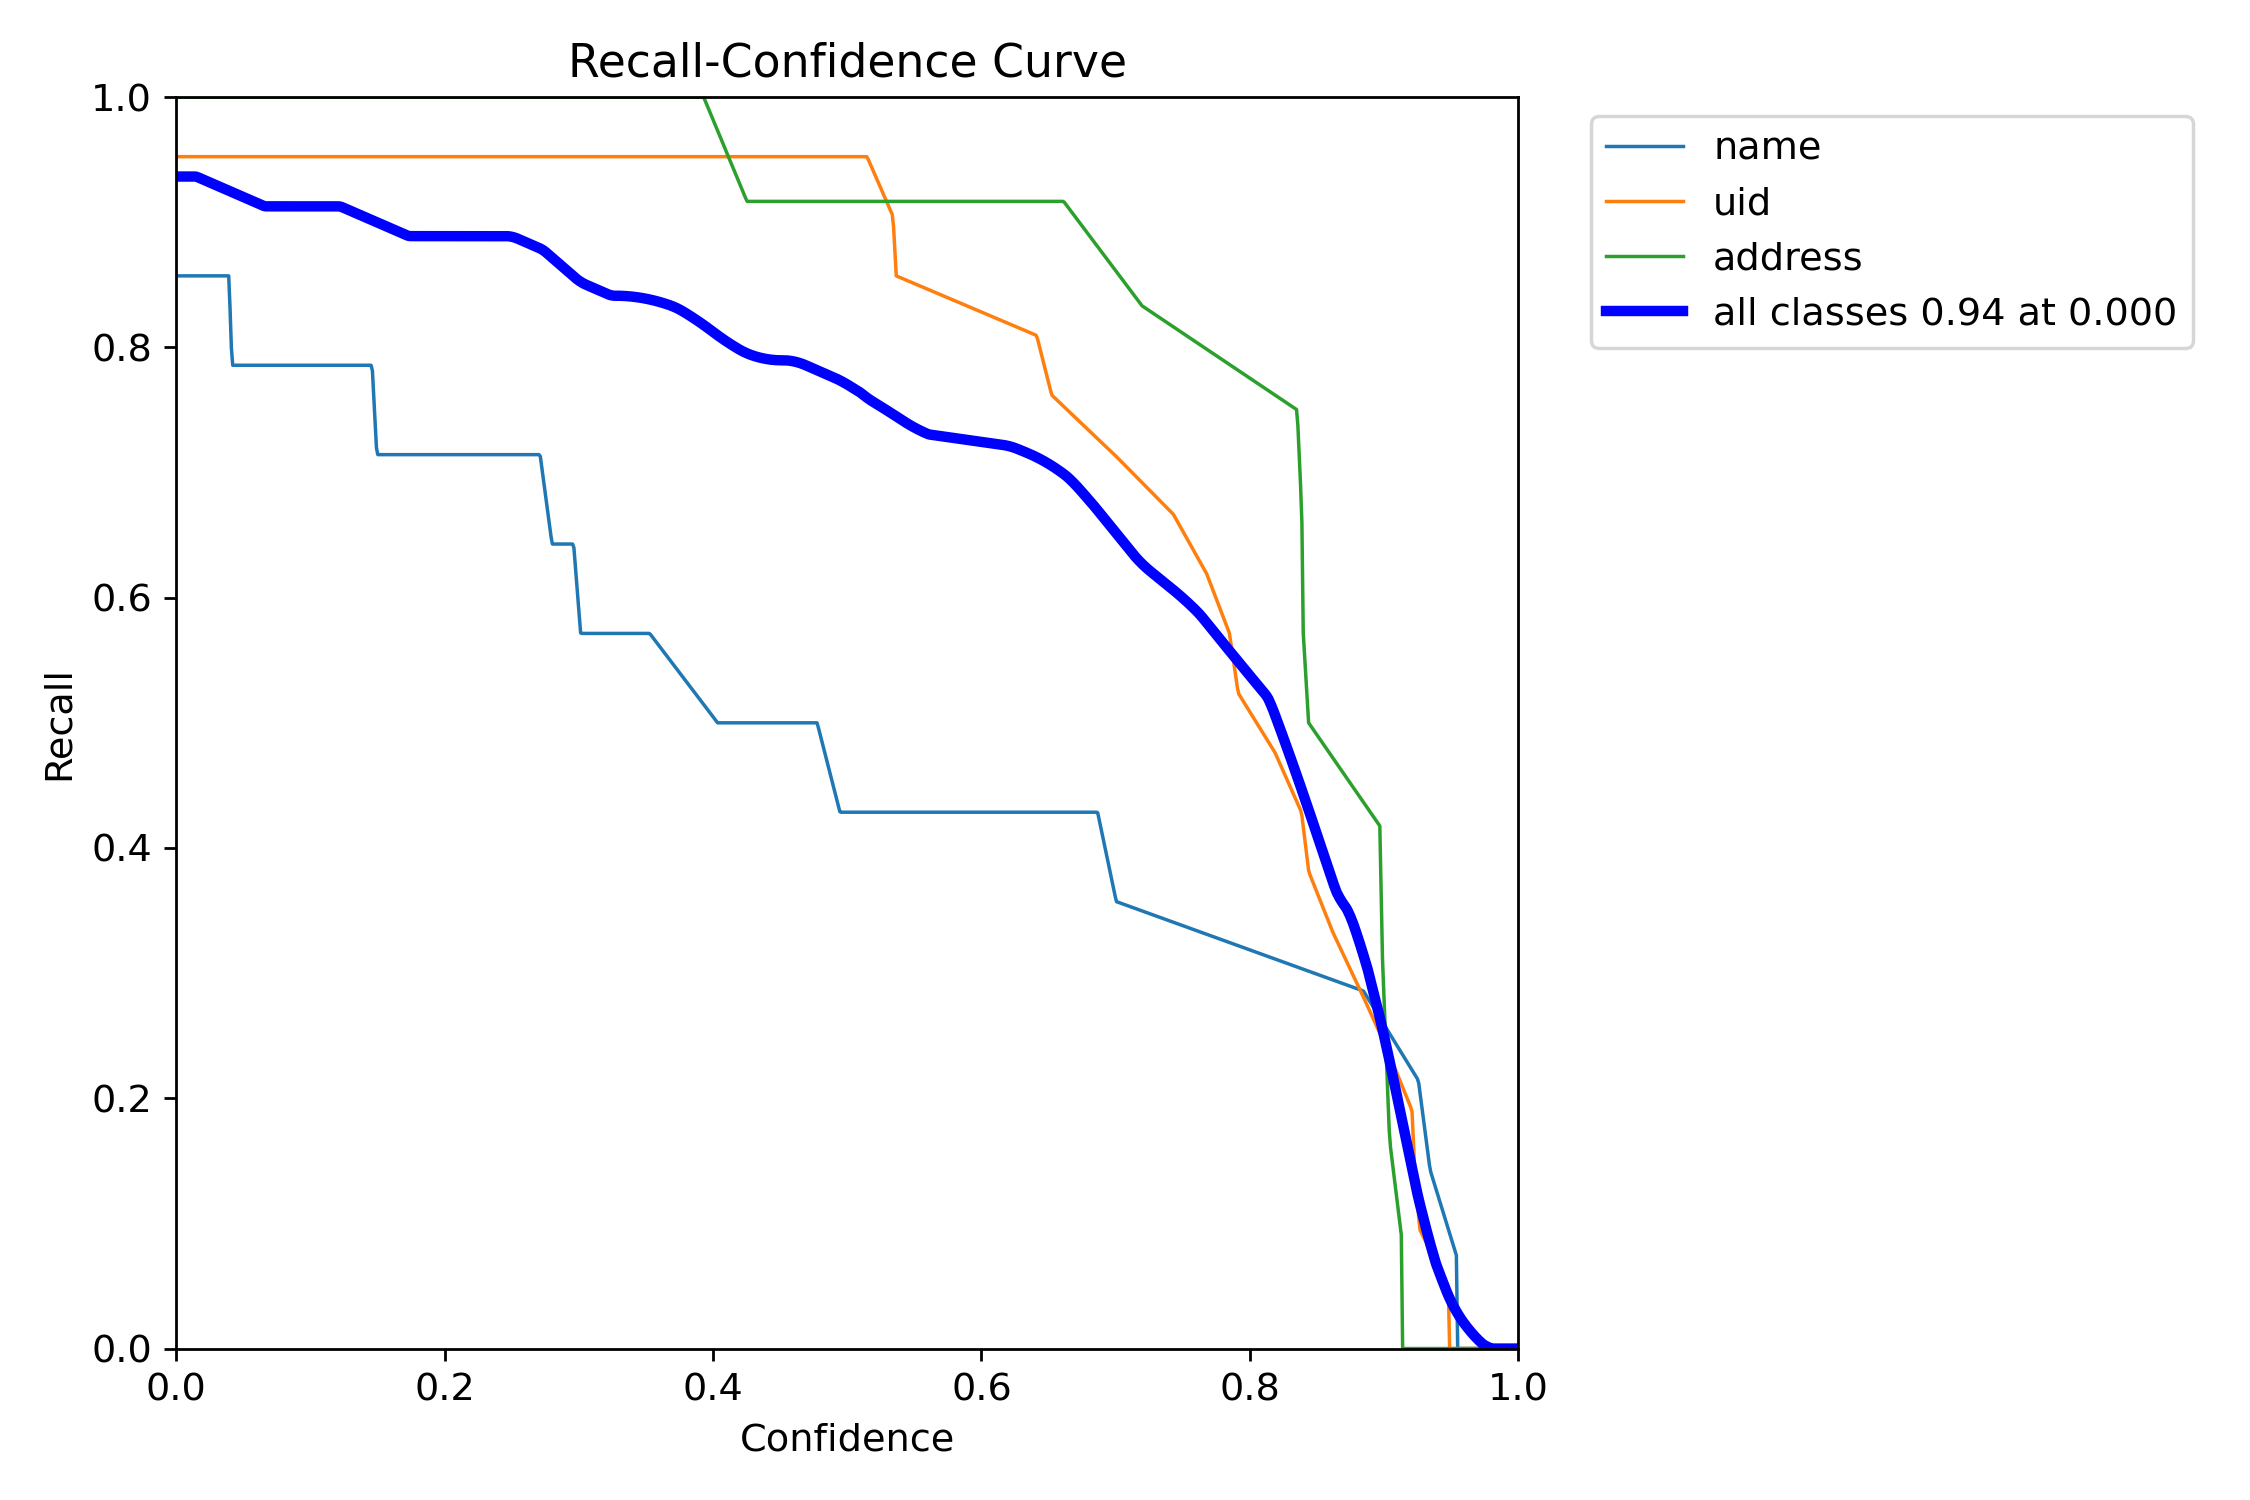 Recall-Confidence Curve
1.0
0.8
0.6
0.4
0.2
0.0
Recall
0.0 0.2 0.4 0.6 0.8 1.0
Confidence
name
uid
address
all classes 0.94 at 0.000